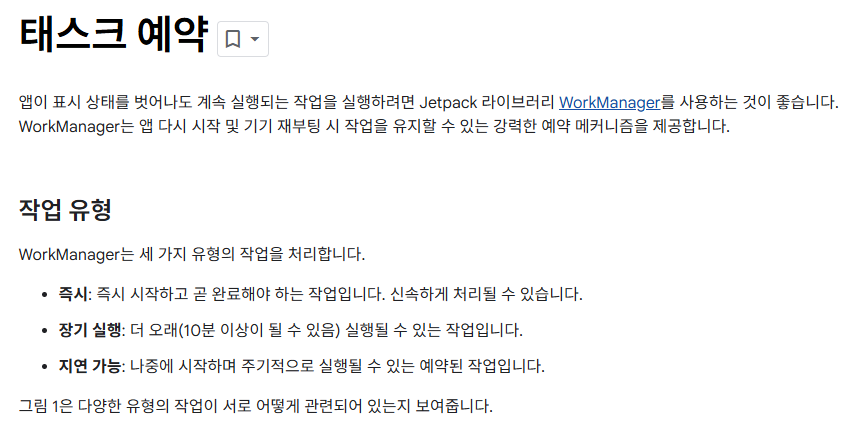 태스크 예약
앱이 표시 상태를 벗어나도 계속 실행되는 작업을 실행하려면 Jetpack 라이브러리 WorkManager를 사용하는 것이 좋습니다.
WorkManager는 앱 다시 시작 및 기기 재부팅 시 작업을 유지할 수 있는 강력한 예약 메커니즘을 제공합니다.
작업 유형
WorkManager는 세 가지 유형의 작업을 처리합니다.
• 즉시: 즉시 시작하고 곧 완료해야 하는 작업입니다. 신속하게 처리될 수 있습니다.
• 장기 실행: 더 오래(10분 이상이 될 수 있음) 실행될 수 있는 작업입니다.
• 지연 가능: 나중에 시작하며 주기적으로 실행될 수 있는 예약된 작업입니다.
그림 1은 다양한 유형의 작업이 서로 어떻게 관련되어 있는지 보여줍니다.